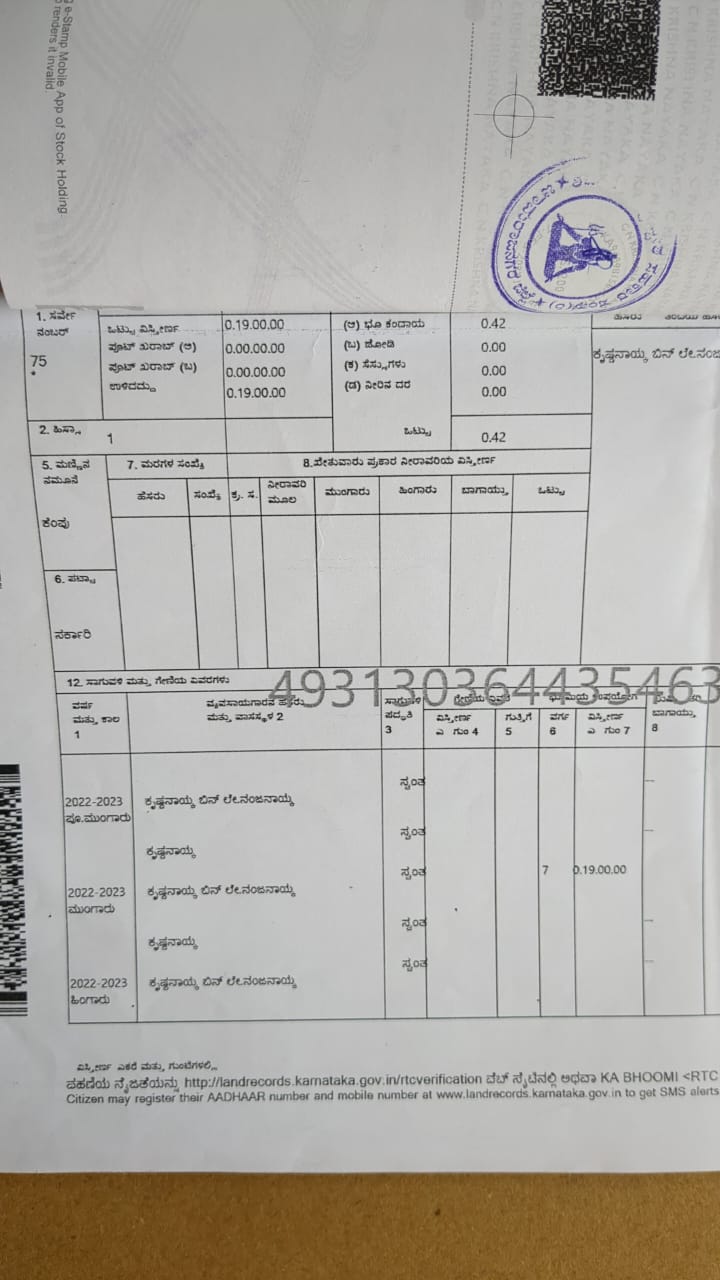 e-Stamp Mobile App of Stock Holding
renders it invalid.
1. ಸರ್ವೆ ನಂಬರ್
75
*
ಒಟ್ಟು ವಿಸ್ತೀರ್ಣ 0.19.00.00 (ಅ) ಭೂ ಕಂದಾಯ 0.42
ಫೂಟ್ ಖರಾಬ್ (ಅ) 0.00.00.00 (ಬ) ಜೋಡಿ 0.00
ಫೂಟ್ ಖರಾಬ್ (ಬ) 0.00.00.00 (ಕ) ಸೆಸ್ಸುಗಳು 0.00
ಉಳಿದದ್ದು 0.19.00.00 (ಡ) ನೀರಿನ ದರ 0.00
ಕೃಷ್ಣನಾಯ್ಕ ಬಿನ್ ಲೇ.ನಂಜ
2. ಹಿಸ್ಸಾ 1 ಒಟ್ಟು 0.42
5. ಮಣ್ಣಿನ ನಮೂನೆ
ಕೆಂಪು
7. ಮರಗಳ ಸಂಖ್ಯೆ 8.ಖೇತುವಾರು ಪ್ರಕಾರ ನೀರಾವರಿಯ ವಿಸ್ತೀರ್ಣ
ಹೆಸರು ಸಂಖ್ಯೆ ಕ್ರ. ಸ. ನೀರಾವರಿ ಮೂಲ ಮುಂಗಾರು ಹಿಂಗಾರು ಬಾಗಾಯ್ತು ಒಟ್ಟು
6. ಪಟ್ಟಾ
ಸರ್ಕಾರಿ
493130364435463
12. ಸಾಗುವಳಿ ಮತ್ತು ಗೇಣಿಯ ವಿವರಗಳು
ವರ್ಷ ಮತ್ತು ಕಾಲ 1
ವ್ಯವಸಾಯಗಾರನ ಹೆಸರು ಮತ್ತು ವಾಸಸ್ಥಳ 2
ಸಾಗುವಳಿ ಪದ್ಧತಿ 3
ವಿಸ್ತೀರ್ಣ ಎ ಗುಂ 4
ಗುತ್ತಿಗೆ 5
ವರ್ಗ 6
ವಿಸ್ತೀರ್ಣ ಎ ಗುಂ 7
ಬಾಗಾಯ್ತು 8
ಸ್ವಂತ --
2022-2023 ಪೂ.ಮುಂಗಾರು ಕೃಷ್ಣನಾಯ್ಕ ಬಿನ್ ಲೇ.ನಂಜನಾಯ್ಕ
ಸ್ವಂತ --
ಕೃಷ್ಣನಾಯ್ಕ
ಸ್ವಂತ 7 0.19.00.00
2022-2023 ಮುಂಗಾರು ಕೃಷ್ಣನಾಯ್ಕ ಬಿನ್ ಲೇ.ನಂಜನಾಯ್ಕ
ಸ್ವಂತ --
ಕೃಷ್ಣನಾಯ್ಕ
ಸ್ವಂತ --
2022-2023 ಹಿಂಗಾರು ಕೃಷ್ಣನಾಯ್ಕ ಬಿನ್ ಲೇ.ನಂಜನಾಯ್ಕ
ವಿಸ್ತೀರ್ಣ ಎಕರೆ ಮತ್ತು ಗುಂಟೆಗಳಲ್ಲಿ
ಪಹಣಿಯ ನೈಜತೆಯನ್ನು http://landrecords.karnataka.gov.in/rtcverification ವೆಬ್ ಸೈಟಿನಲ್ಲಿ ಅಥವಾ KA BHOOMI <RTC
Citizen may register their AADHAAR number and mobile number at www.landrecords.karnataka.gov.in to get SMS alerts